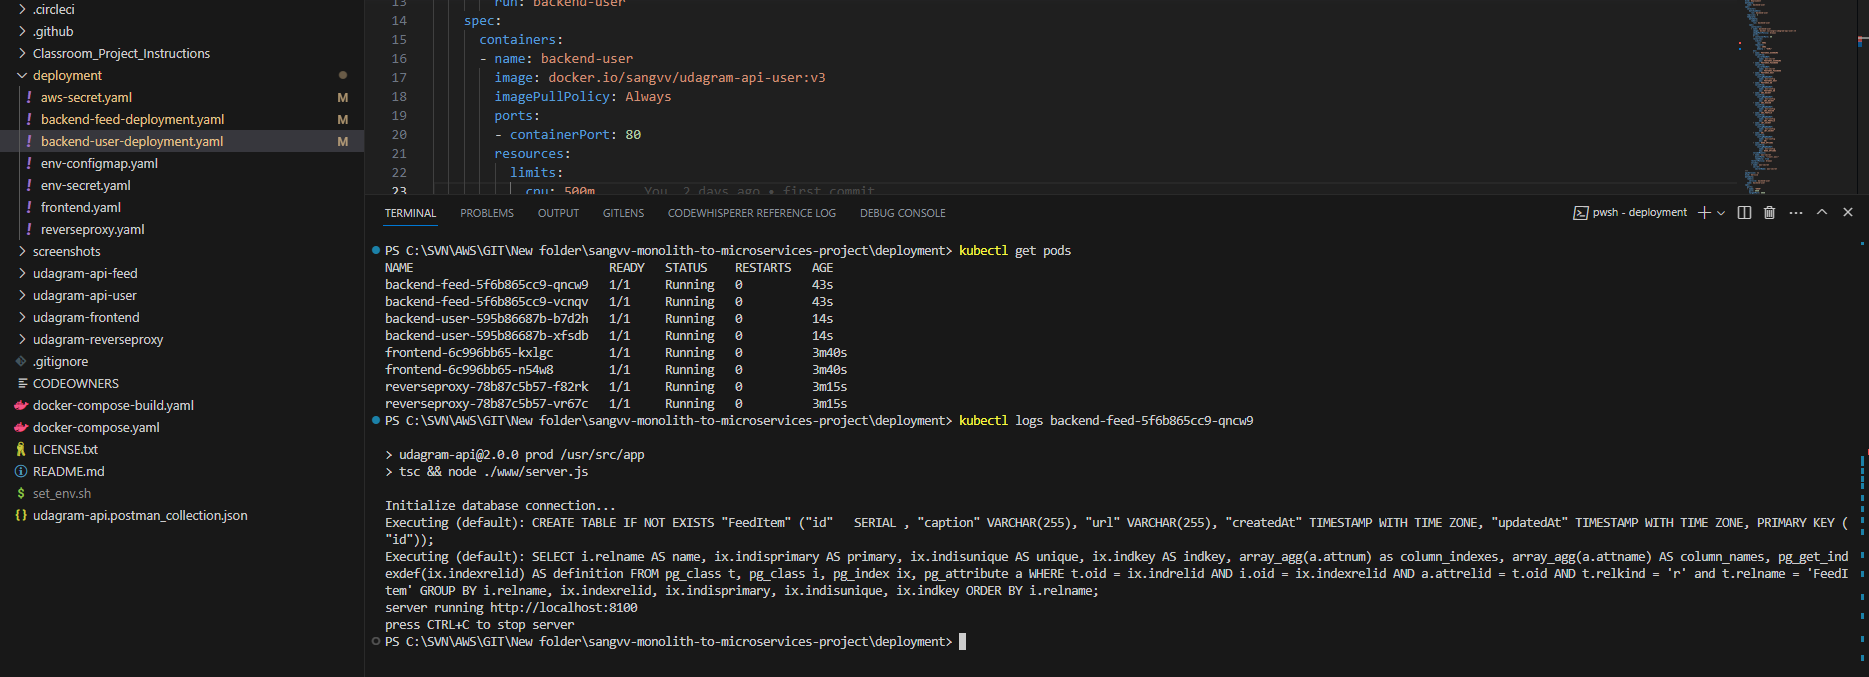 .circleci
.github
Classroom_Project_Instructions
deployment
! aws-secret.yaml M
! backend-feed-deployment.yaml M
! backend-user-deployment.yaml M
! env-configmap.yaml
! env-secret.yaml
! frontend.yaml
! reverseproxy.yaml
screenshots
udagram-api-feed
udagram-api-user
udagram-frontend
udagram-reverseproxy
.gitignore
CODEOWNERS
docker-compose-build.yaml
docker-compose.yaml
LICENSE.txt
README.md
$ set_env.sh
{} udagram-api.postman_collection.json
13 run: backend-user
14 spec:
15 containers:
16 - name: backend-user
17 image: docker.io/sangvv/udagram-api-user:v3
18 imagePullPolicy: Always
19 ports:
20 - containerPort: 80
21 resources:
22 limits:
23 cpu: 500m You, 2 days ago • first commit
TERMINAL PROBLEMS OUTPUT GITLENS CODEWHISPERER REFERENCE LOG DEBUG CONSOLE pwsh - deployment
PS C:\SVN\AWS\GIT\New folder\sangvv-monolith-to-microservices-project\deployment> kubectl get pods
NAME READY STATUS RESTARTS AGE
backend-feed-5f6b865cc9-qncw9 1/1 Running 0 43s
backend-feed-5f6b865cc9-vcnqv 1/1 Running 0 43s
backend-user-595b86687b-b7d2h 1/1 Running 0 14s
backend-user-595b86687b-xfsdb 1/1 Running 0 14s
frontend-6c996bb65-kxlgc 1/1 Running 0 3m40s
frontend-6c996bb65-n54w8 1/1 Running 0 3m40s
reverseproxy-78b87c5b57-f82rk 1/1 Running 0 3m15s
reverseproxy-78b87c5b57-vr67c 1/1 Running 0 3m15s
PS C:\SVN\AWS\GIT\New folder\sangvv-monolith-to-microservices-project\deployment> kubectl logs backend-feed-5f6b865cc9-qncw9
> udagram-api@2.0.0 prod /usr/src/app
> tsc && node ./www/server.js
Initialize database connection...
Executing (default): CREATE TABLE IF NOT EXISTS "FeedItem" ("id" SERIAL , "caption" VARCHAR(255), "url" VARCHAR(255), "createdAt" TIMESTAMP WITH TIME ZONE, "updatedAt" TIMESTAMP WITH TIME ZONE, PRIMARY KEY (
"id"));
Executing (default): SELECT i.relname AS name, ix.indisprimary AS primary, ix.indisunique AS unique, ix.indkey AS indkey, array_agg(a.attnum) as column_indexes, array_agg(a.attname) AS column_names, pg_get_ind
exdef(ix.indexrelid) AS definition FROM pg_class t, pg_class i, pg_index ix, pg_attribute a WHERE t.oid = ix.indrelid AND i.oid = ix.indexrelid AND a.attrelid = t.oid AND t.relkind = 'r' and t.relname = 'FeedI
tem' GROUP BY i.relname, ix.indexrelid, ix.indisprimary, ix.indisunique, ix.indkey ORDER BY i.relname;
server running http://localhost:8100
press CTRL+C to stop server
PS C:\SVN\AWS\GIT\New folder\sangvv-monolith-to-microservices-project\deployment>